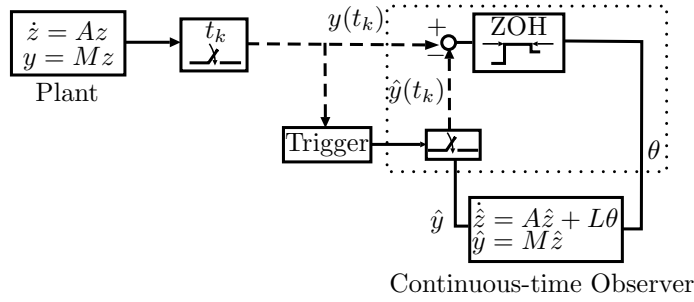 ż = Az
y = Mz
Plant
t_k
y(t_k)
+
−
ZOH
ŷ(t_k)
Trigger
θ
ŷ
ẑ̇ = Aẑ + Lθ
ŷ = Mẑ
Continuous-time Observer